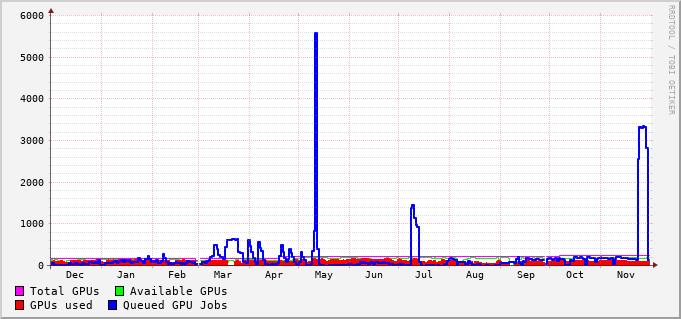 RRDTOOL / TOBI OETIKER
6000
5000
4000
3000
2000
1000
0
Dec Jan Feb Mar Apr May Jun Jul Aug Sep Oct Nov
Total GPUs Available GPUs
GPUs used Queued GPU Jobs